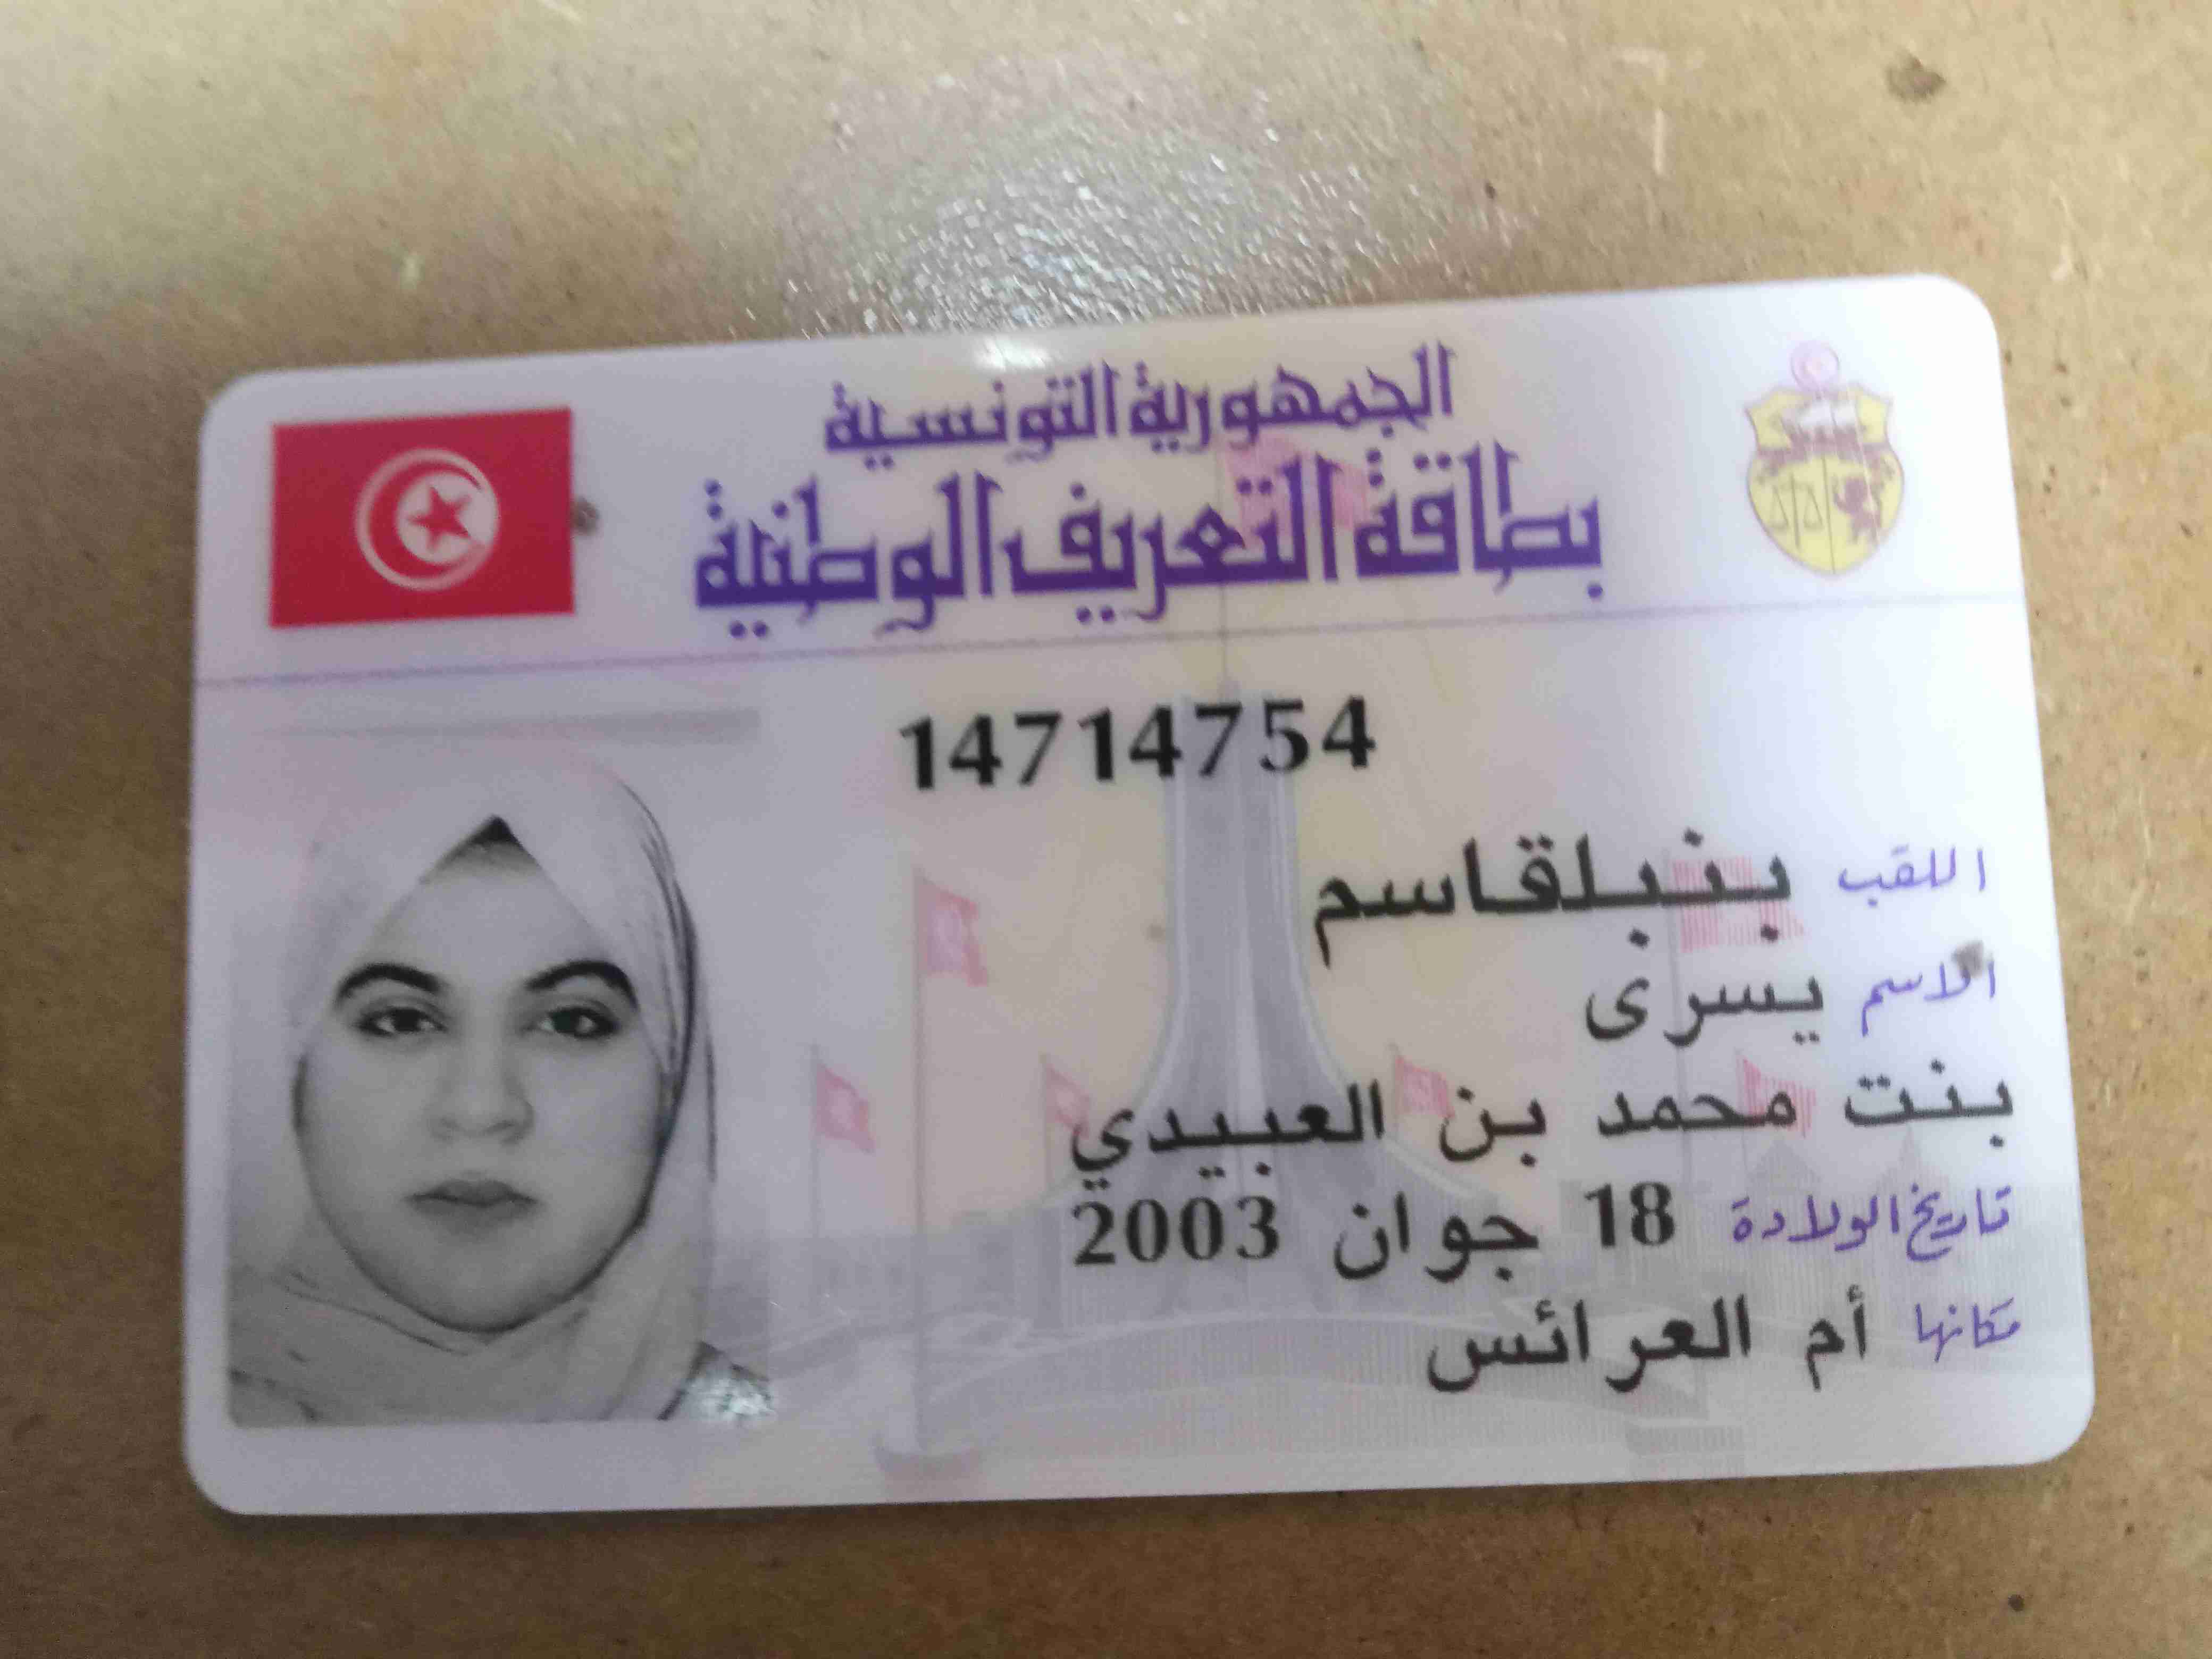 الجمهورية التونسية
بطاقة التعريف الوطنية
14714754
اللقب بنبلقاسم
الاسم يسرى
بنت محمد بن العبيدي
تاريخ الولادة 18 جوان 2003
مكانها أم العرائس